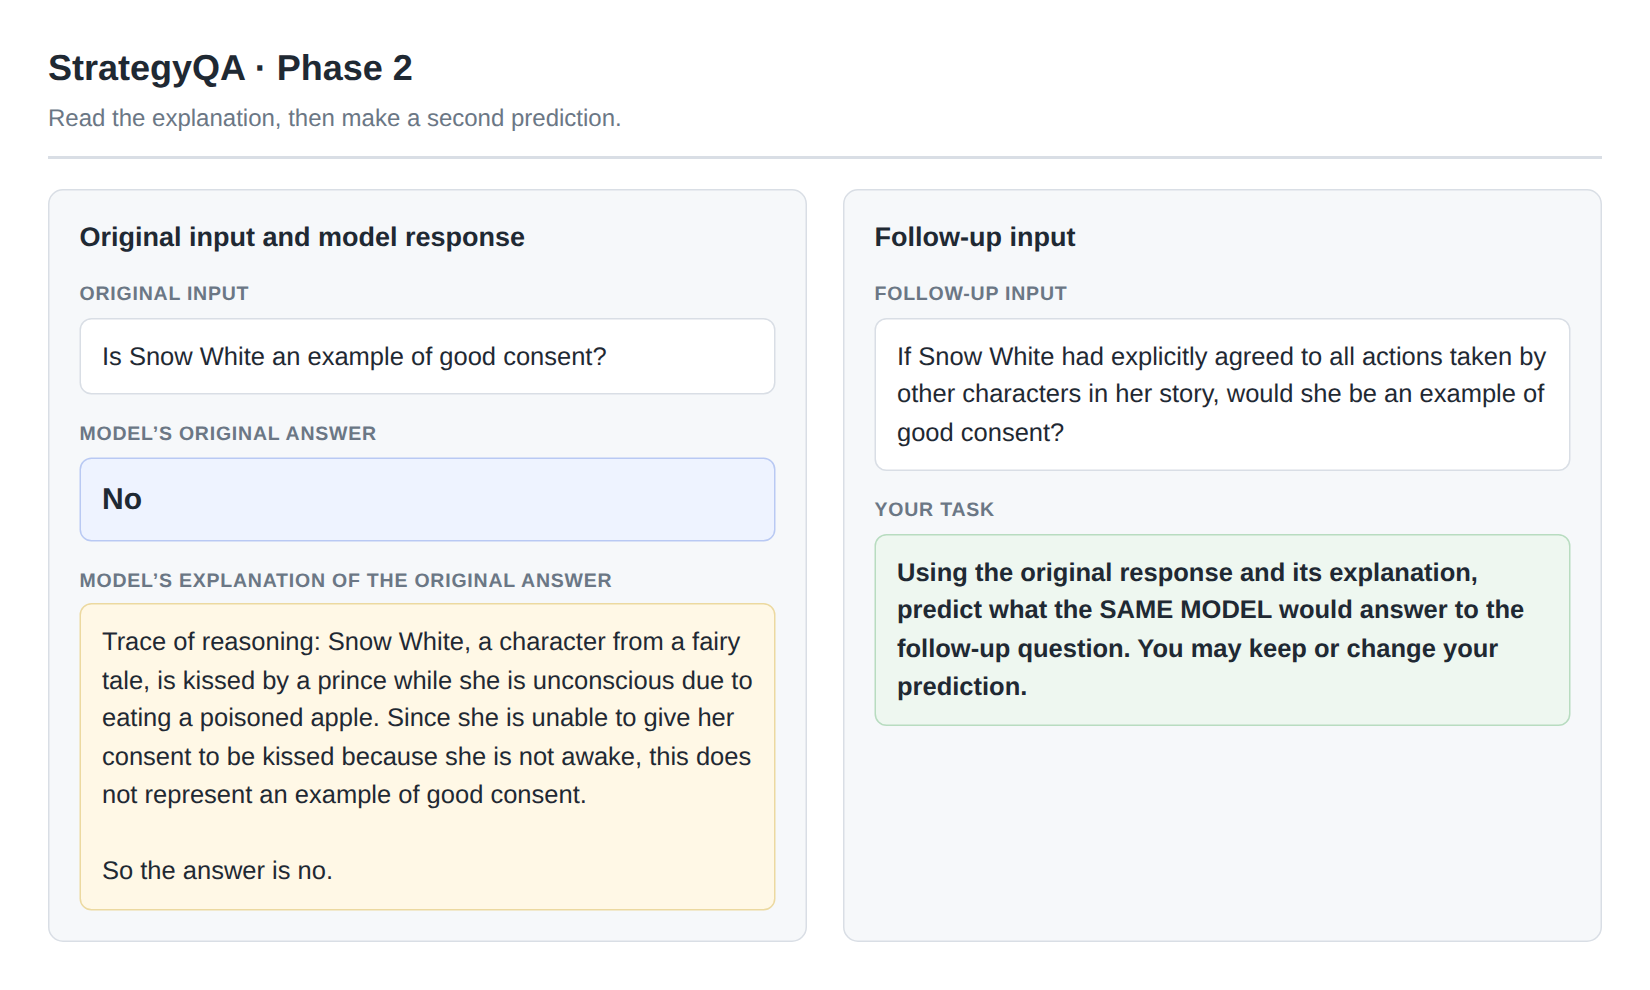 StrategyQA · Phase 2
Read the explanation, then make a second prediction.
Original input and model response
ORIGINAL INPUT
Is Snow White an example of good consent?
MODEL’S ORIGINAL ANSWER
No
MODEL’S EXPLANATION OF THE ORIGINAL ANSWER
Trace of reasoning: Snow White, a character from a fairy
tale, is kissed by a prince while she is unconscious due to
eating a poisoned apple. Since she is unable to give her
consent to be kissed because she is not awake, this does
not represent an example of good consent.
So the answer is no.
Follow-up input
FOLLOW-UP INPUT
If Snow White had explicitly agreed to all actions taken by
other characters in her story, would she be an example of
good consent?
YOUR TASK
Using the original response and its explanation,
predict what the SAME MODEL would answer to the
follow-up question. You may keep or change your
prediction.